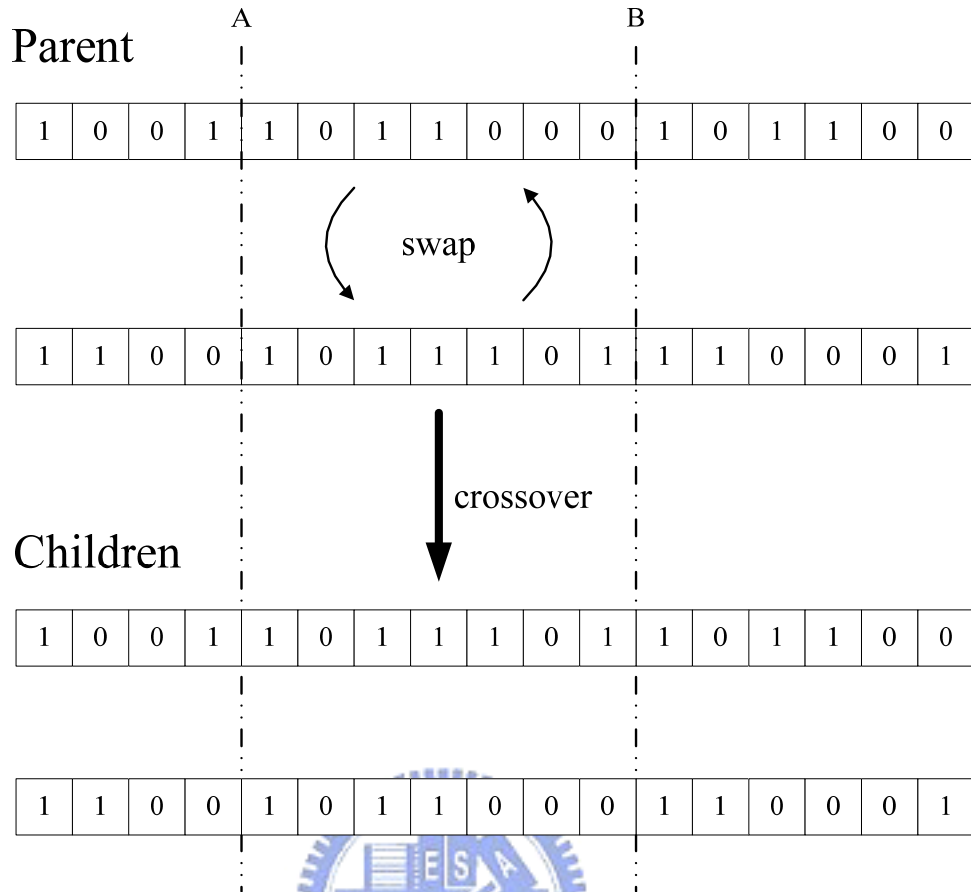 A B
Parent
1 0 0 1 1 0 1 1 0 0 0 1 0 1 1 0 0
swap
1 1 0 0 1 0 1 1 1 0 1 1 1 0 0 0 1
crossover
Children
1 0 0 1 1 0 1 1 1 0 1 1 0 1 1 0 0
1 1 0 0 1 0 1 1 0 0 0 1 1 0 0 0 1
E S A